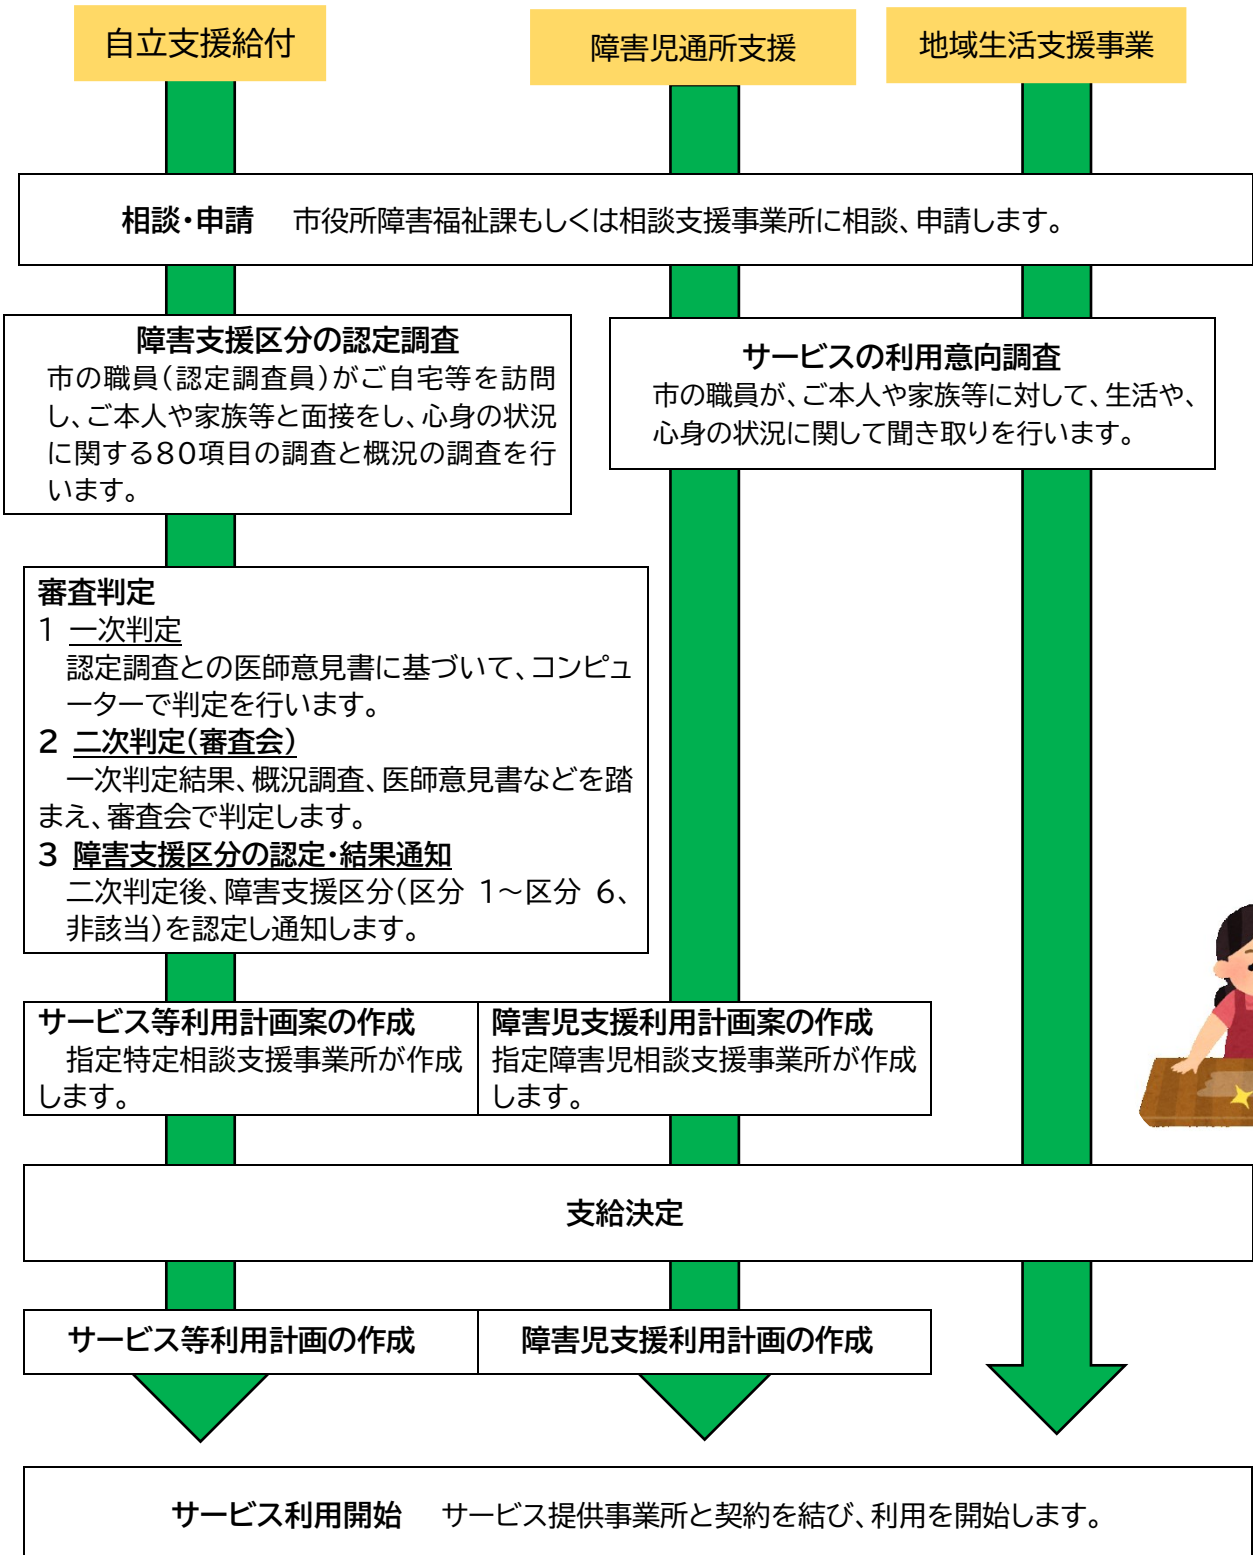 自立支援給付
障害児通所支援
地域生活支援事業
相談・申請　市役所障害福祉課もしくは相談支援事業所に相談、申請します。
障害支援区分の認定調査
市の職員（認定調査員）がご自宅等を訪問
し、ご本人や家族等と面接をし、心身の状況
に関する８０項目の調査と概況の調査を行
います。
サービスの利用意向調査
市の職員が、ご本人や家族等に対して、生活や、
心身の状況に関して聞き取りを行います。
審査判定
１ 一次判定
認定調査との医師意見書に基づいて、コンピュ
ーターで判定を行います。
２ 二次判定（審査会）
一次判定結果、概況調査、医師意見書などを踏
まえ、審査会で判定します。
３ 障害支援区分の認定・結果通知
二次判定後、障害支援区分（区分 １～区分 ６、
非該当）を認定し通知します。
サービス等利用計画案の作成
指定特定相談支援事業所が作成
します。
障害児支援利用計画案の作成
指定障害児相談支援事業所が作成
します。
支給決定
サービス等利用計画の作成
障害児支援利用計画の作成
サービス利用開始　サービス提供事業所と契約を結び、利用を開始します。